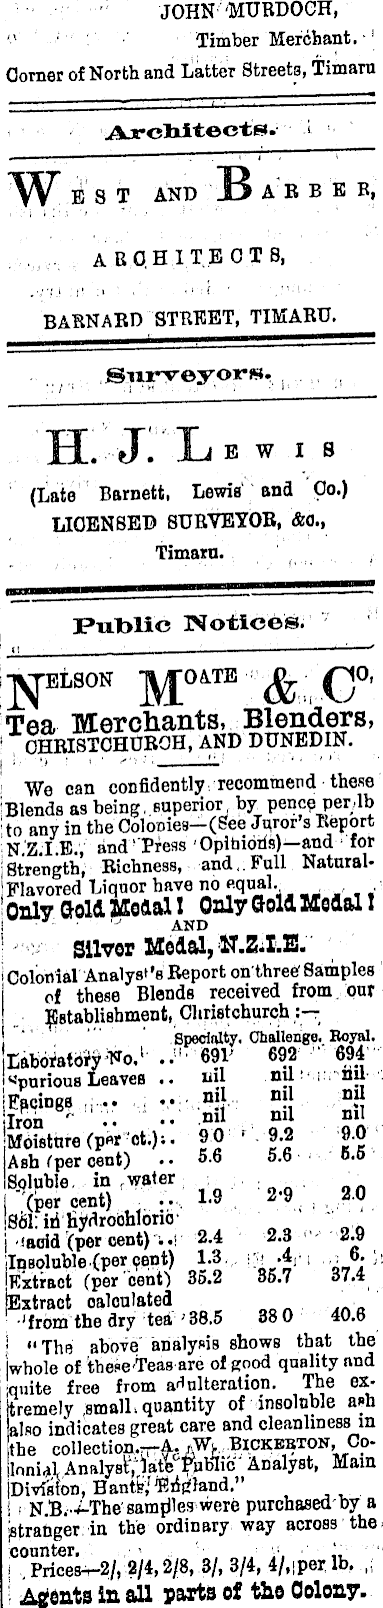 JOHN MURDOCH,
Timber Merchant.
Corner of North and Latter Streets, Timaru
Architects.
WEST AND BARBER,
ARCHITECTS,
BARNARD STREET, TIMARU.
Surveyors.
H. J. LEWIS
(Late Barnett, Lewis and Co.)
LICENSED SURVEYOR, &c.,
Timaru.
Public Notices.
NELSON MOATE & CO,
Tea Merchants, Blenders,
CHRISTCHURCH, AND DUNEDIN.
We can confidently recommend these
Blends as being superior by pence per lb
to any in the Colonies—(See Juror's Report
N.Z.I.E., and Press Opinions)—and for
Strength, Richness, and Full Natural-
Flavored Liquor have no equal.
Only Gold Medal! Only Gold Medal!
AND
Silver Medal, N.Z.I.E.
Colonial Analyst's Report on three Samples
of these Blends received from our
Establishment, Christchurch :—
Specialty. Challenge. Royal.
Laboratory No. .. 691 692 694
Spurious Leaves .. nil nil nil
Facings .. .. nil nil nil
Iron .. .. nil nil nil
Moisture (per ct.) .. 9 0 9.2 9.0
Ash (per cent) .. 5.6 5.6 5.5
Soluble in water
(per cent) .. 1.9 2.9 2.0
Sol: in hydrochloric
acid (per cent) .. 2.4 2.3 2.9
Insoluble (per cent) 1.3 .4 6.
Extract (per cent) 35.2 35.7 37.4
Extract calculated
from the dry tea 38.5 38 0 40.6
"The above analysis shows that the
whole of these Teas are of good quality and
quite free from adulteration. The ex-
tremely small quantity of insoluble ash
also indicates great care and cleanliness in
the collection.—A. W. BICKERTON, Co-
lonial Analyst, late Public Analyst, Main
Division, Hants, England."
N.B.—The samples were purchased by a
stranger in the ordinary way across the
counter.
Prices—2/, 2/4, 2/8, 3/, 3/4, 4/, per lb.
Agents in all parts of the Colony.